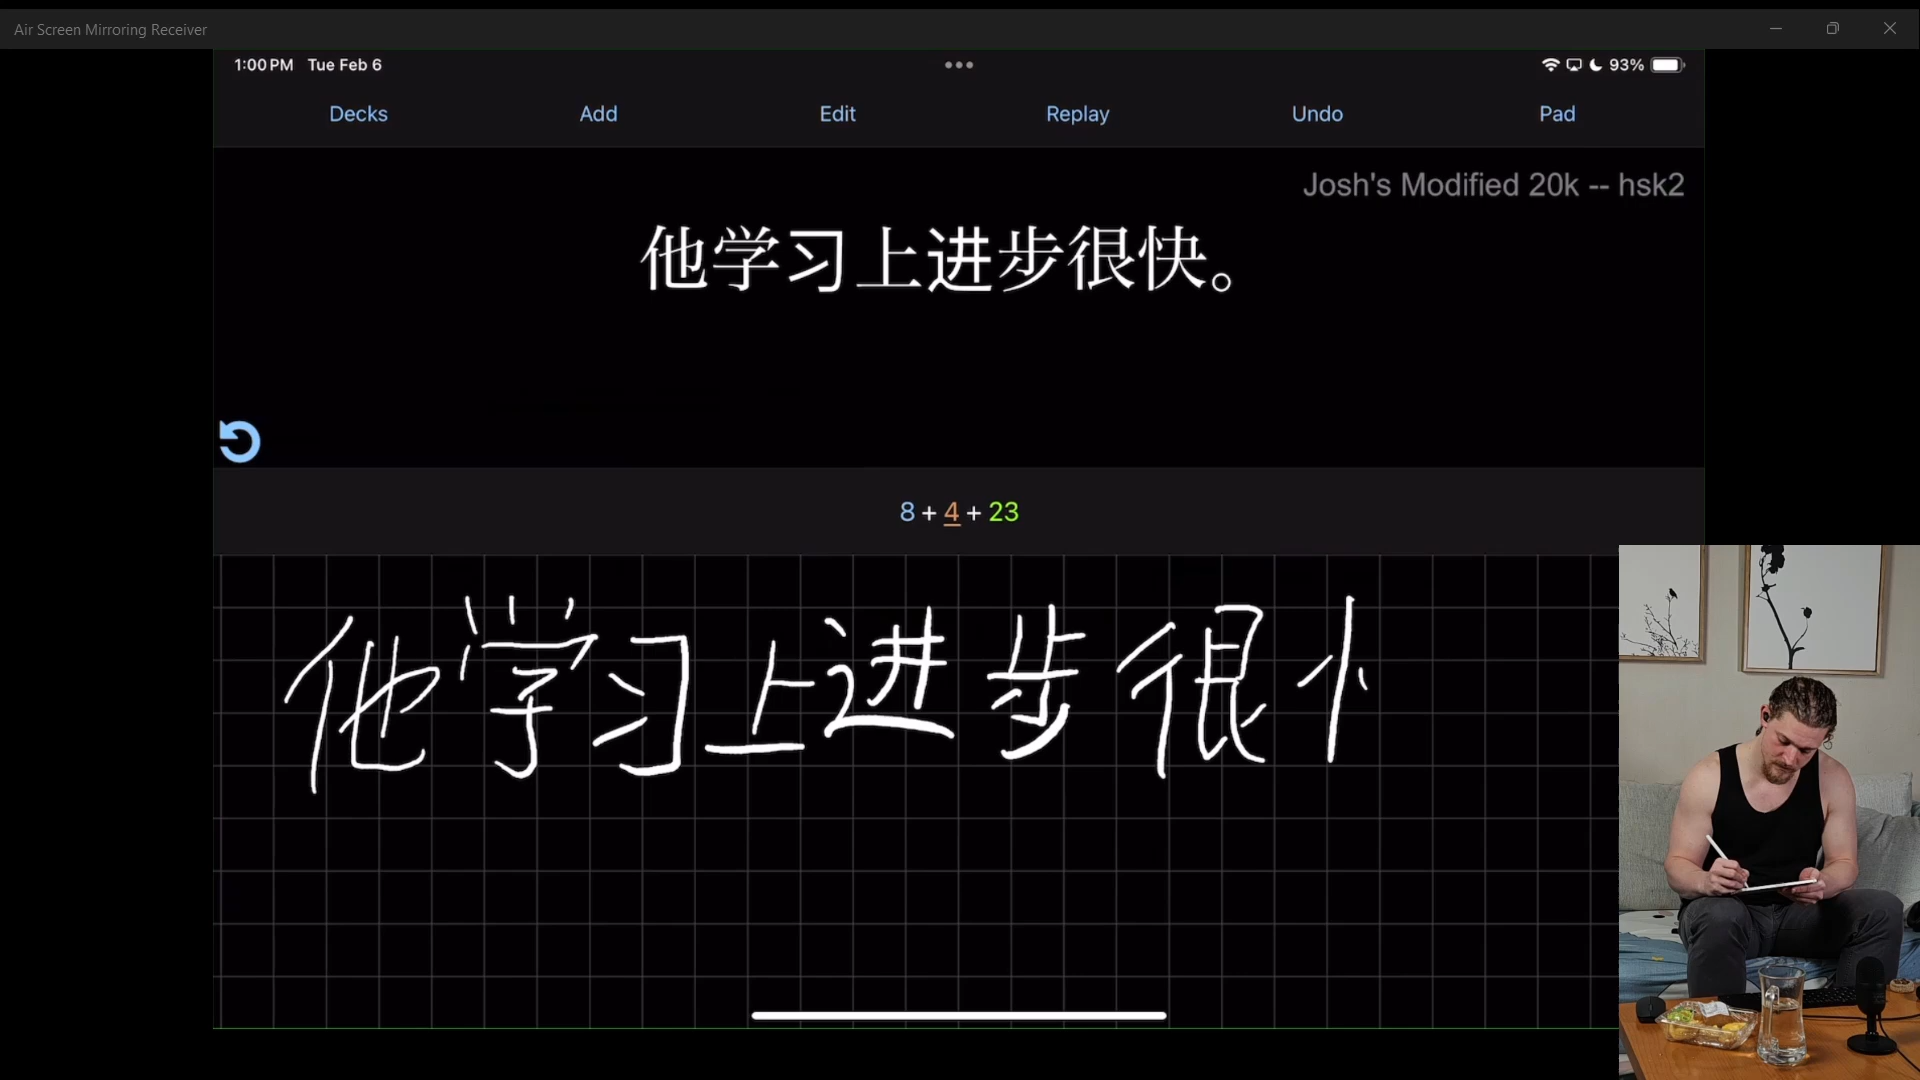 Air Screen Mirroring Receiver
1:00 PM Tue Feb 6
93%
Decks Add Edit Replay Undo Pad
Josh's Modified 20k -- hsk2
他学习上进步很快。
8 + 4 + 23
他学习上进步很忄